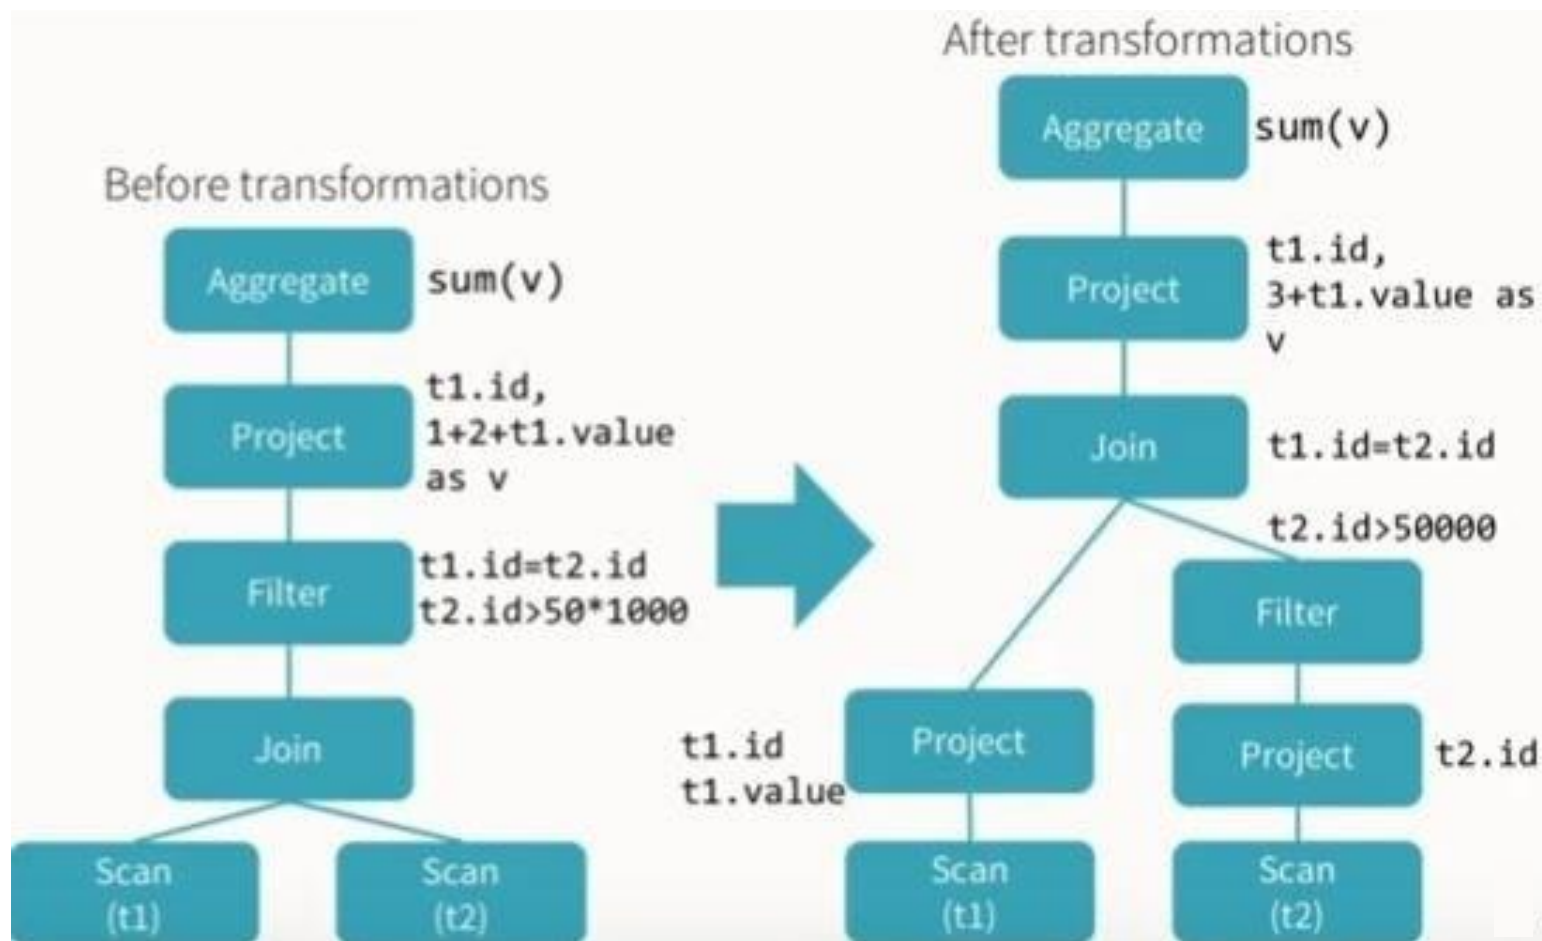 Before transformations
Aggregate
sum(v)
Project
t1.id,
1+2+t1.value
as v
Filter
t1.id=t2.id
t2.id>50*1000
Join
Scan
(t1)
Scan
(t2)
After transformations
Aggregate
sum(v)
Project
t1.id,
3+t1.value as
v
Join
t1.id=t2.id
t2.id>50000
Filter
Project
t1.id
t1.value
Project
t2.id
Scan
(t1)
Scan
(t2)